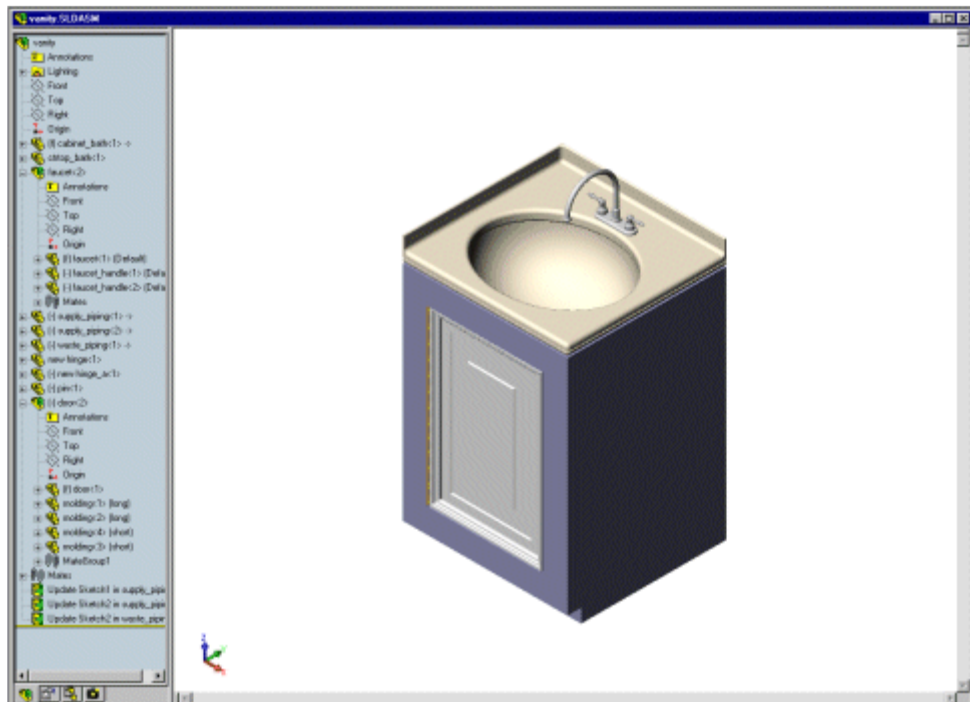 vanity.SLDASM
vanity
Annotations
Lighting
Front
Top
Right
Origin
(f) cabinet_bath<1> ->
cntop_bath<1>
faucet<2>
Annotations
Front
Top
Right
Origin
(f) faucet<1> (Default)
(-) faucet_handle<1> (Defa
(-) faucet_handle<2> (Defa
Mates
(-) supply_piping<1> ->
(-) supply_piping<2> ->
(-) waste_piping<1> ->
new hinge<1>
(-) new hinge_a<1>
(-) pin<1>
(-) door<2>
Annotations
Front
Top
Right
Origin
(f) door<1>
molding<1> (long)
molding<2> (long)
molding<4> (short)
molding<3> (short)
MateGroup1
Mates
Update Sketch1 in supply_pipi
Update Sketch2 in supply_pipi
Update Sketch2 in waste_pipin